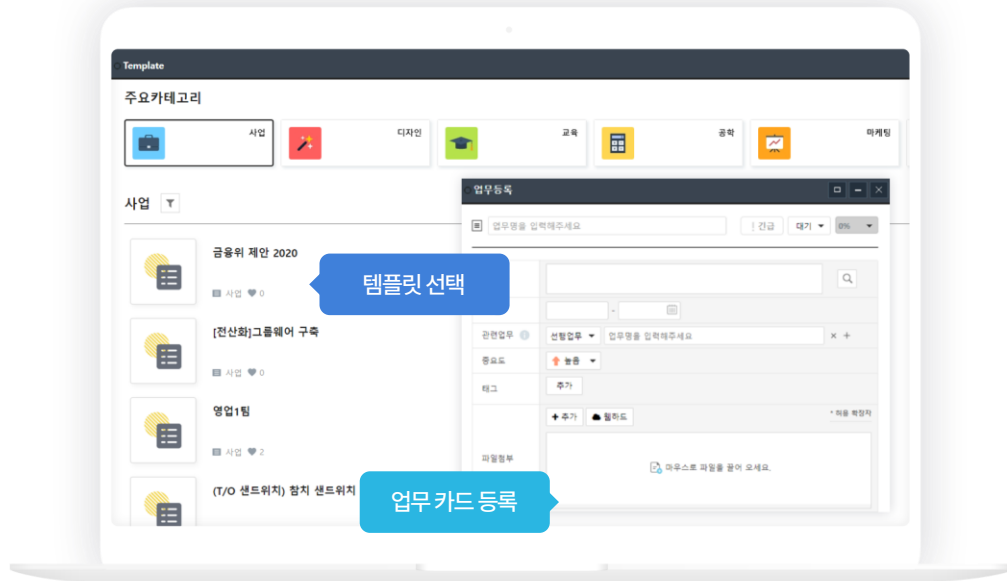 Template
주요카테고리
사업
디자인
교육
공학
마케팅
사업
금융위 제안 2020
사업 0
[전산화]그룹웨어 구축
사업 0
영업1팀
사업 2
(T/O 샌드위치) 참치 샌드위치
템플릿 선택
업무등록
업무명을 입력해주세요
! 긴급
대기
0%
-
관련업무
선행업무
업무명을 입력해주세요
× +
중요도
높음
태그
추가
+ 추가
웹하드
* 허용 확장자
파일첨부
마우스로 파일을 끌어 오세요.
업무 카드 등록